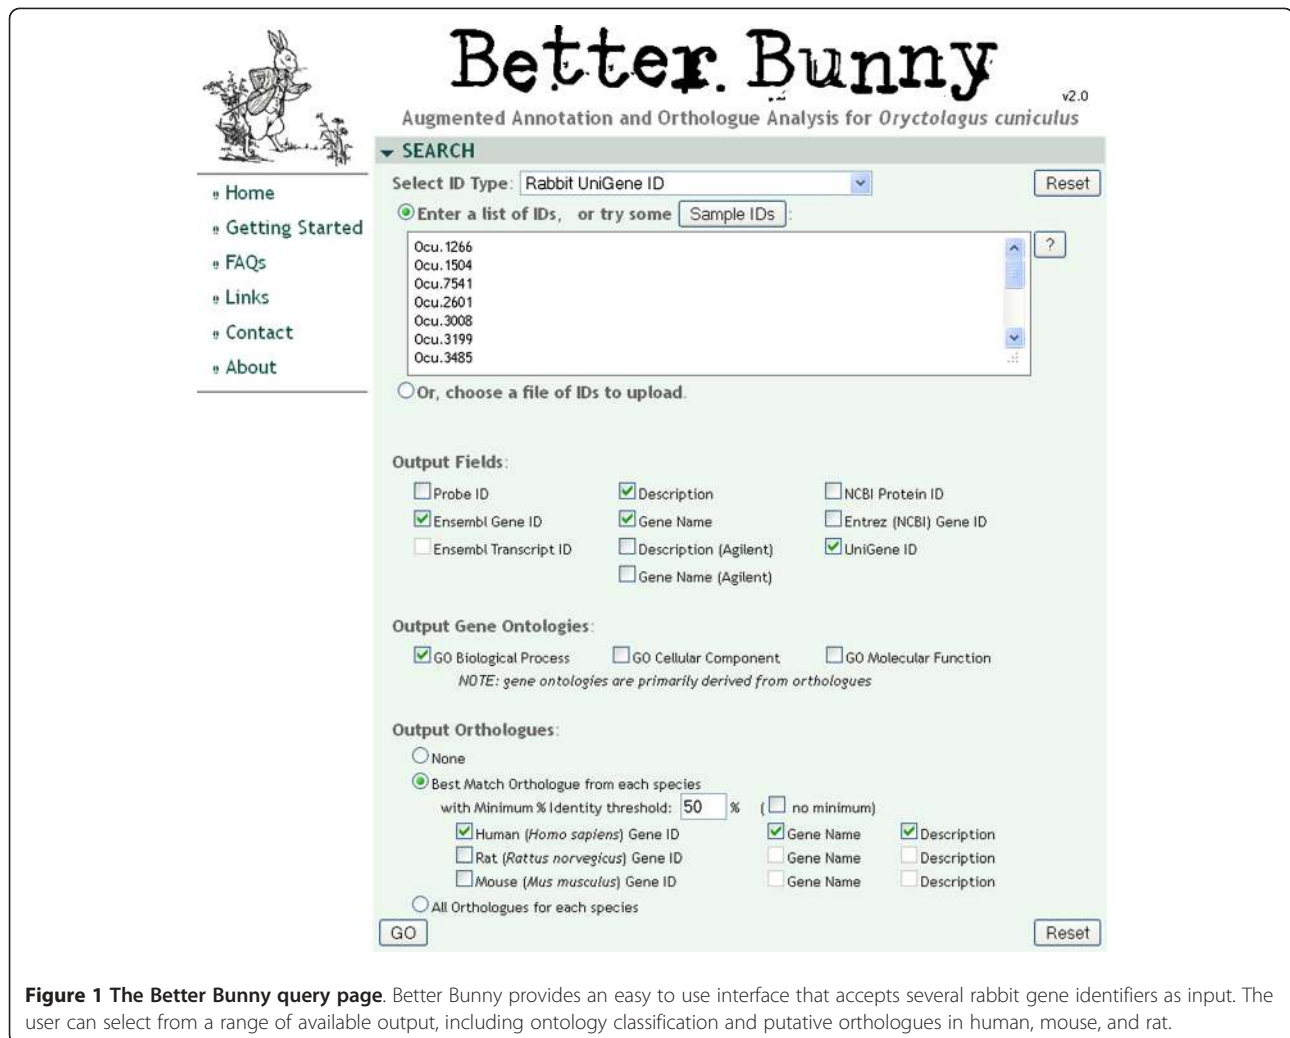 Better Bunny
v2.0
Augmented Annotation and Orthologue Analysis for Oryctolagus cuniculus
Home
Getting Started
FAQs
Links
Contact
About
SEARCH
Select ID Type: Rabbit UniGene ID Reset
Enter a list of IDs, or try some Sample IDs :
Ocu.1266 ?
Ocu.1504
Ocu.7541
Ocu.2601
Ocu.3008
Ocu.3199
Ocu.3485
Or, choose a file of IDs to upload.
Output Fields:
Probe ID Description NCBI Protein ID
Ensembl Gene ID Gene Name Entrez (NCBI) Gene ID
Ensembl Transcript ID Description (Agilent) UniGene ID
Gene Name (Agilent)
Output Gene Ontologies:
GO Biological Process GO Cellular Component GO Molecular Function
NOTE: gene ontologies are primarily derived from orthologues
Output Orthologues:
None
Best Match Orthologue from each species
with Minimum % Identity threshold: 50 % ( no minimum)
Human (Homo sapiens) Gene ID Gene Name Description
Rat (Rattus norvegicus) Gene ID Gene Name Description
Mouse (Mus musculus) Gene ID Gene Name Description
All Orthologues for each species
GO Reset
Figure 1 The Better Bunny query page. Better Bunny provides an easy to use interface that accepts several rabbit gene identifiers as input. The
user can select from a range of available output, including ontology classification and putative orthologues in human, mouse, and rat.